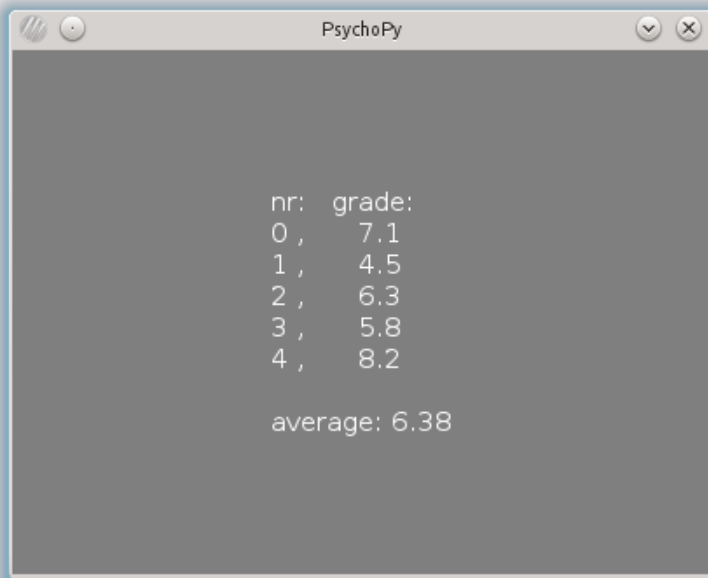 PsychoPy
nr: grade:
0 , 7.1
1 , 4.5
2 , 6.3
3 , 5.8
4 , 8.2
average: 6.38